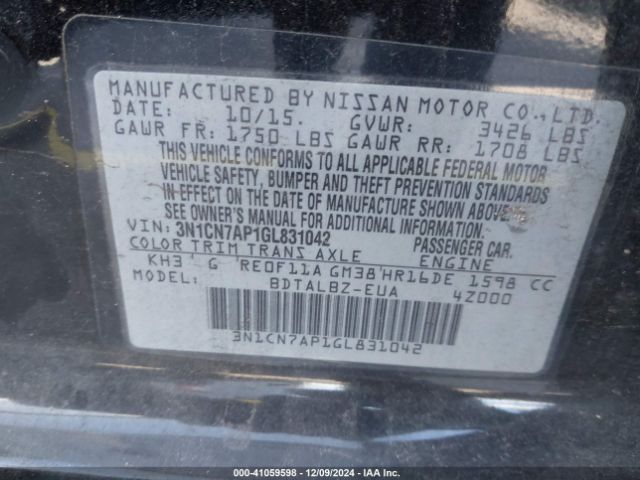 MANUFACTURED BY NISSAN MOTOR CO., LTD.
DATE: 10/15. GVWR: 3426 LBS
GAWR FR: 1750 LBS GAWR RR: 1708 LBS
THIS VEHICLE CONFORMS TO ALL APPLICABLE FEDERAL MOTOR
VEHICLE SAFETY, BUMPER AND THEFT PREVENTION STANDARDS
IN EFFECT ON THE DATE OF MANUFACTURE SHOWN ABOVE.
SEE OWNER'S MANUAL FOR ADDITIONAL INFORMATION.
VIN: 3N1CN7AP1GL831042 PASSENGER CAR.
COLOR TRIM TRANS AXLE ENGINE
KH3 G RE0F11A GM38 HR16DE 1598 CC
MODEL: BDTALBZ-EUA 4Z000
3N1CN7AP1GL831042
000-41059598 - 12/09/2024 - IAA Inc.